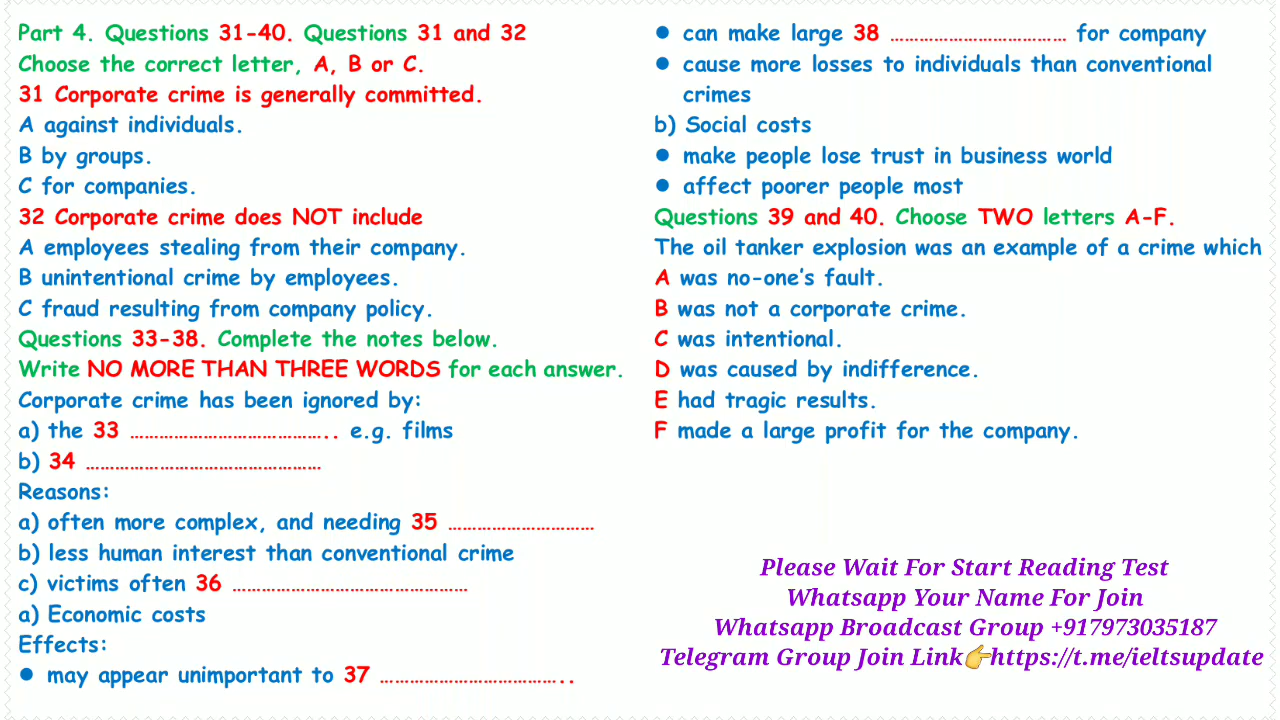 Part 4. Questions 31-40. Questions 31 and 32
Choose the correct letter, A, B or C.
31 Corporate crime is generally committed.
A against individuals.
B by groups.
C for companies.
32 Corporate crime does NOT include
A employees stealing from their company.
B unintentional crime by employees.
C fraud resulting from company policy.
Questions 33-38. Complete the notes below.
Write NO MORE THAN THREE WORDS for each answer.
Corporate crime has been ignored by:
a) the 33 ………………………………….. e.g. films
b) 34 …………………………………………
Reasons:
a) often more complex, and needing 35 …………………………
b) less human interest than conventional crime
c) victims often 36 …………………………………………
a) Economic costs
Effects:
● may appear unimportant to 37 ………………………………..
● can make large 38 ……………………………… for company
● cause more losses to individuals than conventional
crimes
b) Social costs
● make people lose trust in business world
● affect poorer people most
Questions 39 and 40. Choose TWO letters A-F.
The oil tanker explosion was an example of a crime which
A was no-one's fault.
B was not a corporate crime.
C was intentional.
D was caused by indifference.
E had tragic results.
F made a large profit for the company.
Please Wait For Start Reading Test
Whatsapp Your Name For Join
Whatsapp Broadcast Group +917973035187
Telegram Group Join Link👉https://t.me/ieltsupdate